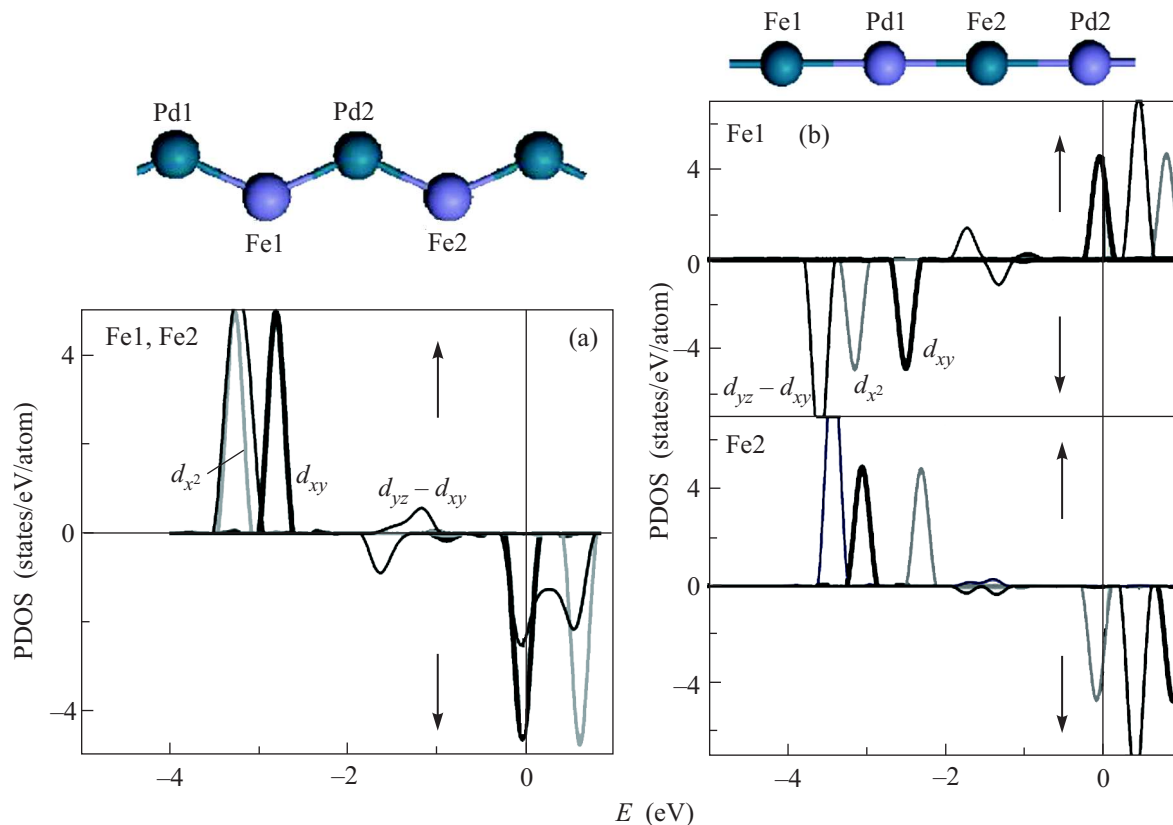 Pd1 Pd2
Fe1 Fe2
Fe1, Fe2 (a)
4
0
–4
d_{x^2} d_{xy} d_{yz} – d_{xy}
PDOS (states/eV/atom)
–4 –2 0
Fe1 Pd1 Fe2 Pd2
Fe1 (b)
4
0
–4
d_{yz} – d_{xy} d_{x^2} d_{xy}
Fe2
4
0
–4
PDOS (states/eV/atom)
–4 –2 0
E (eV)